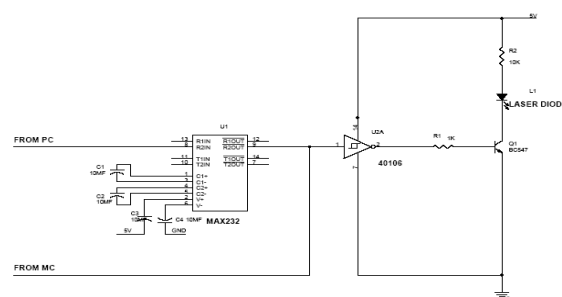 5V
R2
10K
L1
LASER DIOD
U1
FROM PC
13 R1IN R1OUT 12
8 R2IN R2OUT 9
11 T1IN T1OUT 14
10 T2IN T2OUT 7
1 C1+
3 C1-
4 C2+
5 C2-
2 V+
6 V-
MAX232
C1
10MF
C2
10MF
C3
C4 10MF
5V
GND
14
U2A
1
2
40106
7
R1 1K
Q1
BC547
FROM MC